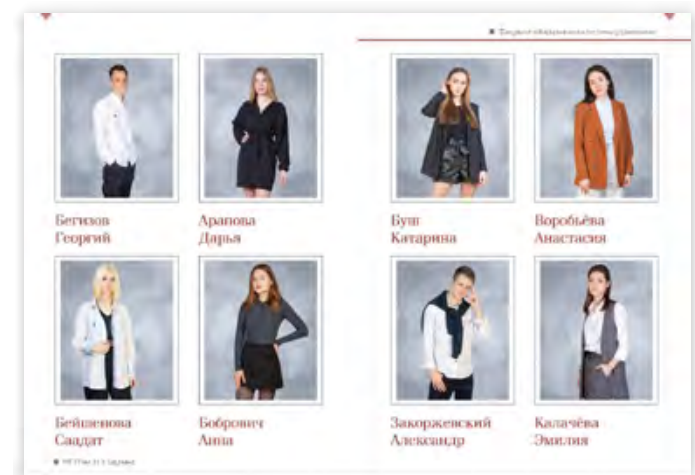 Бегизов
Георгий
Арапова
Дарья
Буш
Катарина
Воробьёва
Анастасия
Бейшенова
Саадат
Бобрович
Анна
Закоржевский
Александр
Калачёва
Эмилия